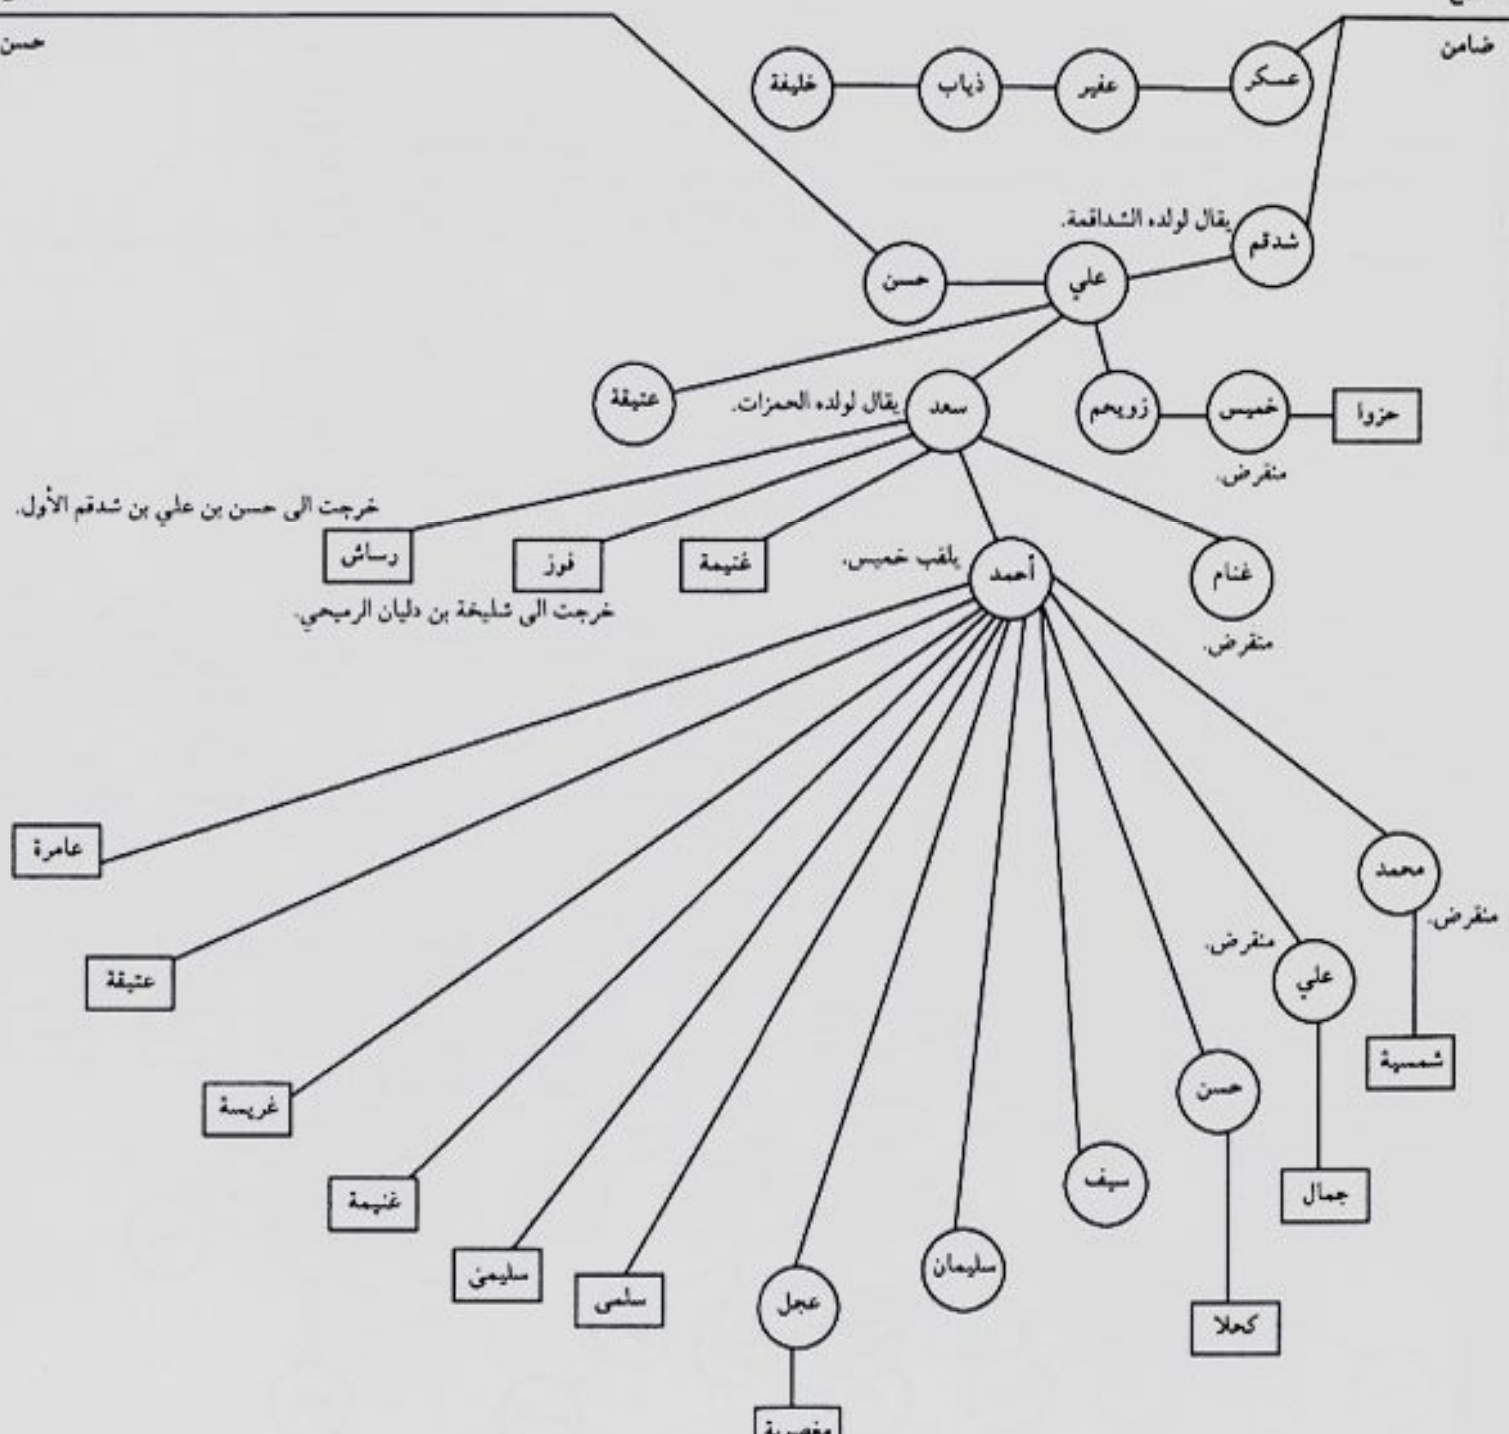 ضامن
حسن
عسكر
عفير
ذياب
خليفة
شدقم
يقال لولده الشداقمة.
علي
حسن
حزوا
خميس
منقرض.
زويحم
سعد
يقال لولده الحمزات.
عتيقة
غنام
منقرض.
أحمد
يلقب خميس.
غنيمة
فوز
خرجت الى شليخة بن دليان الرميحي.
رساش
خرجت الى حسن بن علي بن شدقم الأول.
محمد
منقرض.
شمسية
علي
منقرض.
جمال
حسن
كحلا
سيف
سليمان
عجل
سلمى
سليمى
غنيمة
غريسة
عتيقة
عامرة